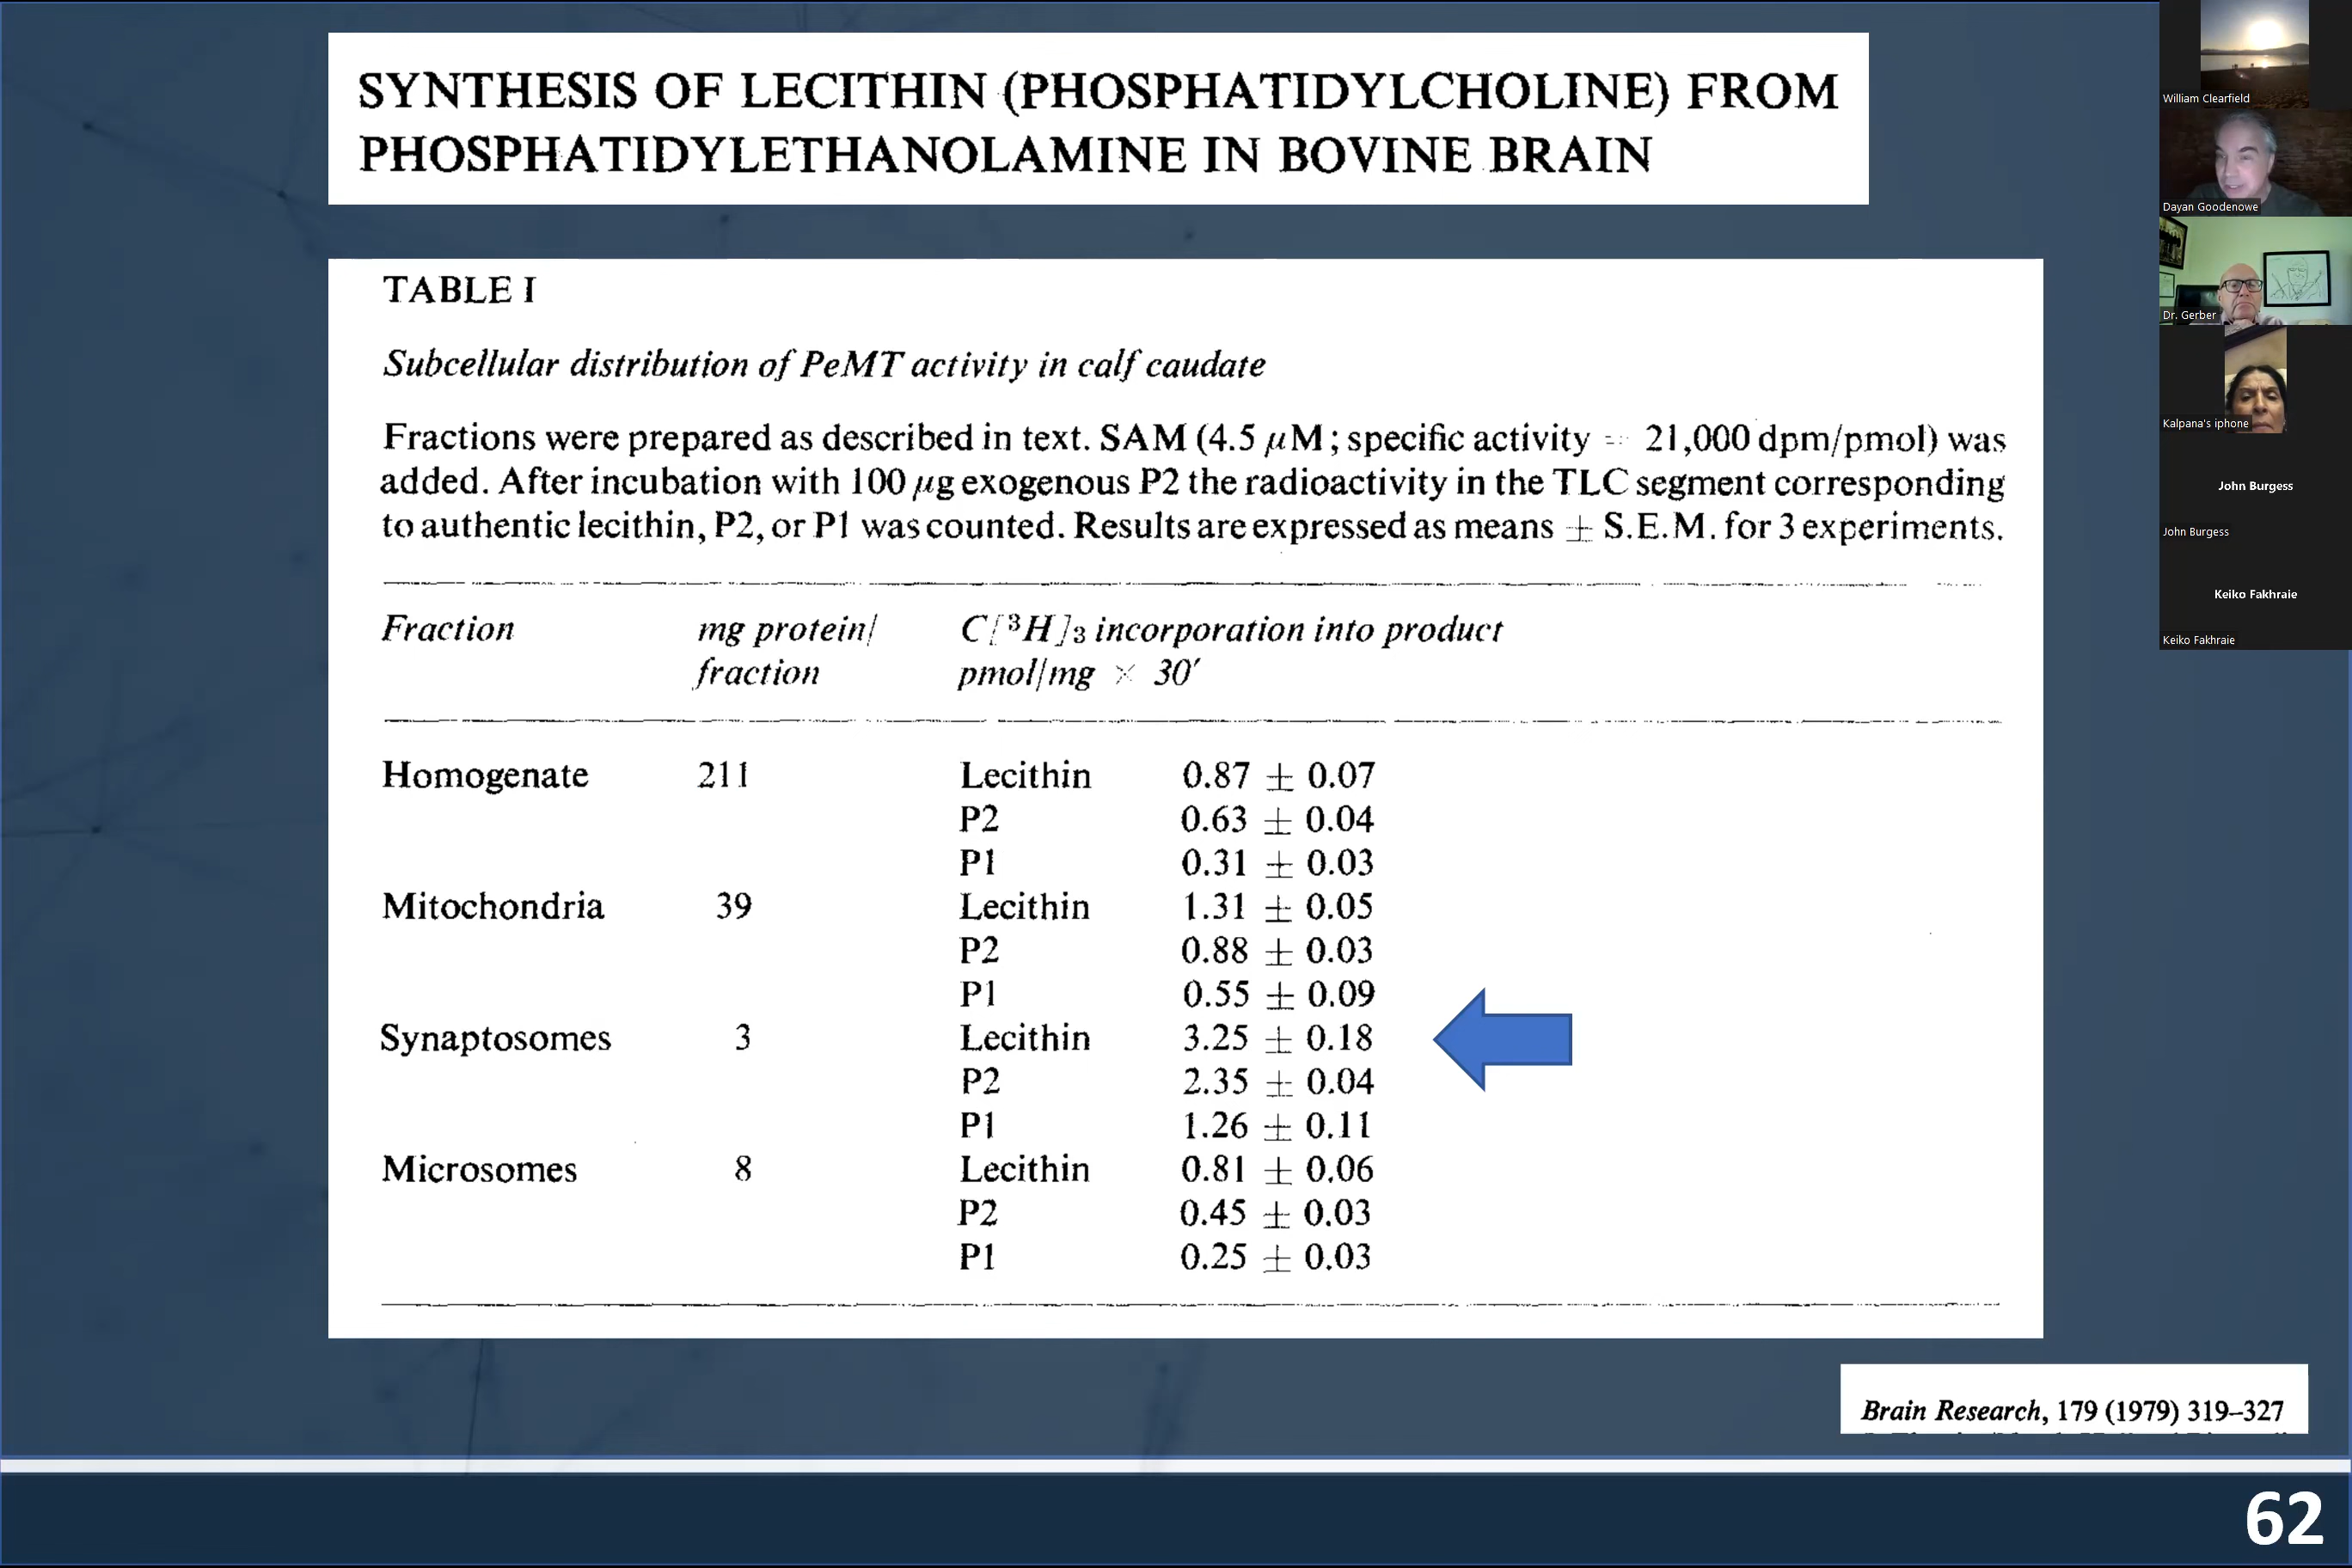 SYNTHESIS OF LECITHIN (PHOSPHATIDYLCHOLINE) FROM
PHOSPHATIDYLETHANOLAMINE IN BOVINE BRAIN
TABLE I
Subcellular distribution of PeMT activity in calf caudate
Fractions were prepared as described in text. SAM (4.5 μM; specific activity = 21,000 dpm/pmol) was
added. After incubation with 100 μg exogenous P2 the radioactivity in the TLC segment corresponding
to authentic lecithin, P2, or P1 was counted. Results are expressed as means ± S.E.M. for 3 experiments.
Fraction mg protein/ C[³H]₃ incorporation into product
fraction pmol/mg × 30′
Homogenate 211 Lecithin 0.87 ± 0.07
P2 0.63 ± 0.04
P1 0.31 ± 0.03
Mitochondria 39 Lecithin 1.31 ± 0.05
P2 0.88 ± 0.03
P1 0.55 ± 0.09
Synaptosomes 3 Lecithin 3.25 ± 0.18
P2 2.35 ± 0.04
P1 1.26 ± 0.11
Microsomes 8 Lecithin 0.81 ± 0.06
P2 0.45 ± 0.03
P1 0.25 ± 0.03
Brain Research, 179 (1979) 319–327
62
William Clearfield
Dayan Goodenowe
Dr. Gerber
Kalpana's iphone
John Burgess
John Burgess
Keiko Fakhraie
Keiko Fakhraie